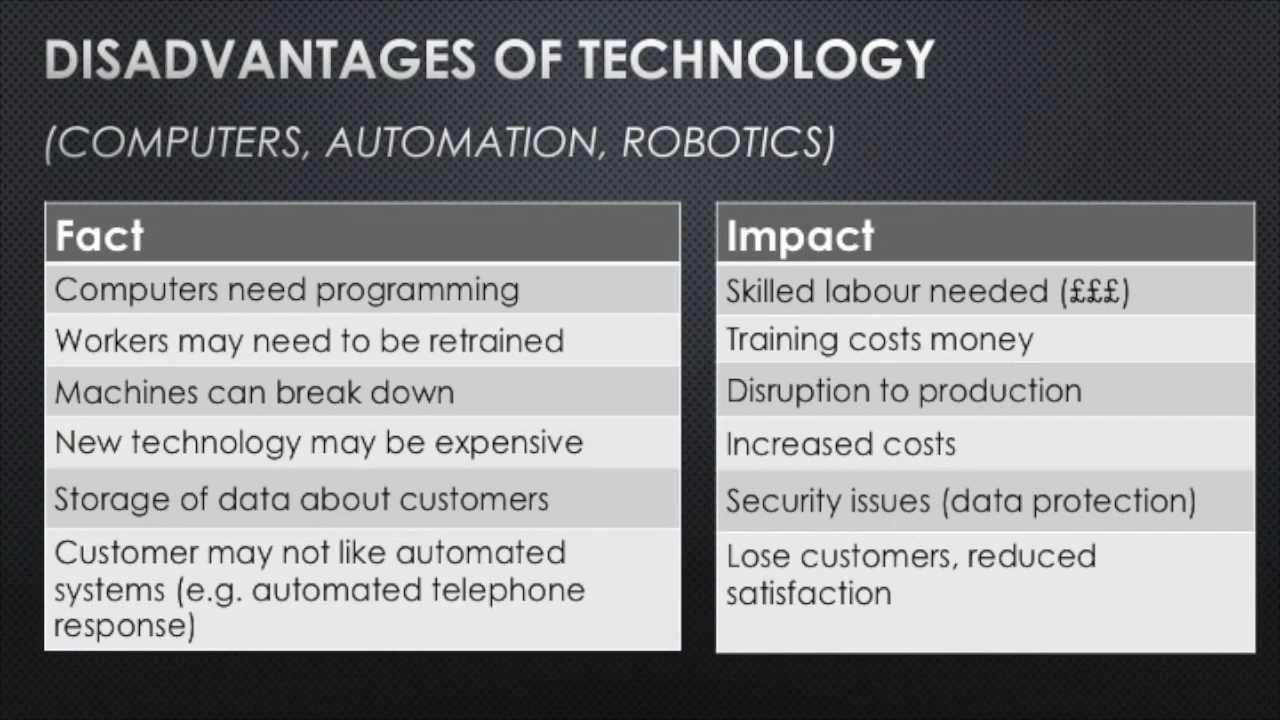 DISADVANTAGES OF TECHNOLOGY
(COMPUTERS, AUTOMATION, ROBOTICS)
Fact
Computers need programming
Workers may need to be retrained
Machines can break down
New technology may be expensive
Storage of data about customers
Customer may not like automated
systems (e.g. automated telephone
response)
Impact
Skilled labour needed (£££)
Training costs money
Disruption to production
Increased costs
Security issues (data protection)
Lose customers, reduced
satisfaction